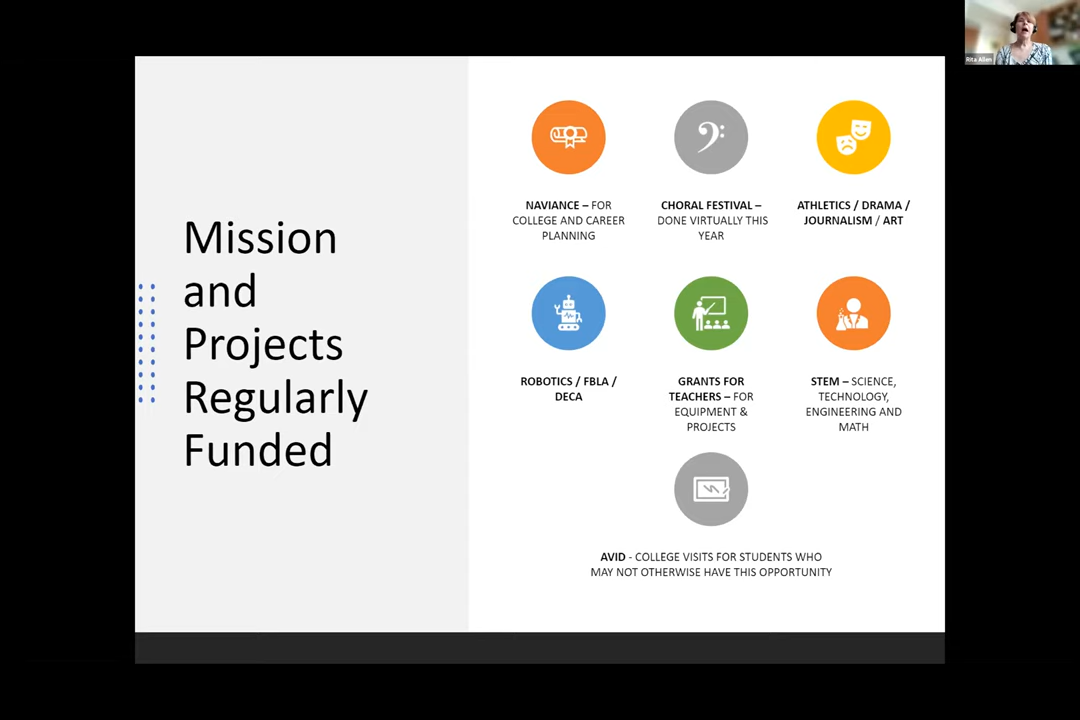 Rita Allen
Mission
and
Projects
Regularly
Funded
NAVIANCE – FOR
COLLEGE AND CAREER
PLANNING
CHORAL FESTIVAL –
DONE VIRTUALLY THIS
YEAR
ATHLETICS / DRAMA /
JOURNALISM / ART
ROBOTICS / FBLA /
DECA
GRANTS FOR
TEACHERS – FOR
EQUIPMENT &
PROJECTS
STEM – SCIENCE,
TECHNOLOGY,
ENGINEERING AND
MATH
AVID - COLLEGE VISITS FOR STUDENTS WHO
MAY NOT OTHERWISE HAVE THIS OPPORTUNITY